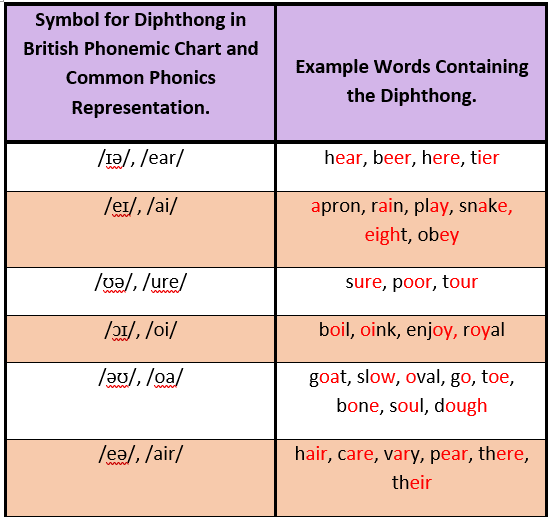 Symbol for Diphthong in
British Phonemic Chart and
Common Phonics
Representation.
Example Words Containing
the Diphthong.
/ɪə/, /ear/
hear, beer, here, tier
/eɪ/, /ai/
apron, rain, play, snake,
eight, obey
/ʊə/, /ure/
sure, poor, tour
/ɔɪ/, /oi/
boil, oink, enjoy, royal
/əʊ/, /oa/
goat, slow, oval, go, toe,
bone, soul, dough
/eə/, /air/
hair, care, vary, pear, there,
their